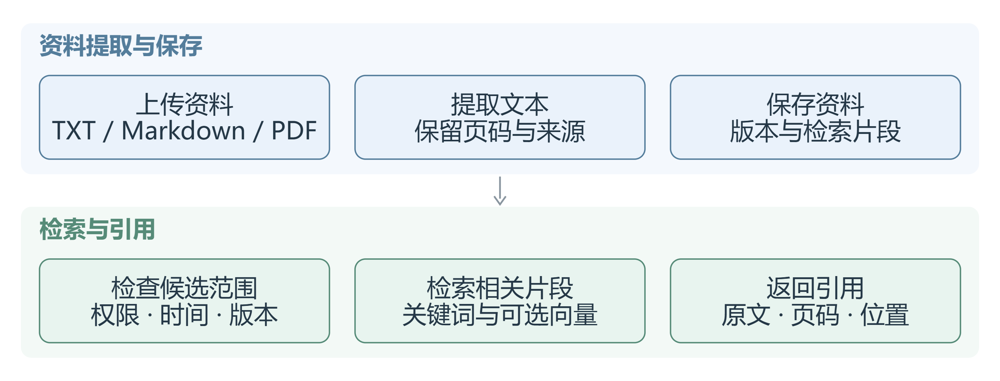 资料提取与保存
上传资料
TXT / Markdown / PDF
提取文本
保留页码与来源
保存资料
版本与检索片段
检索与引用
检查候选范围
权限 · 时间 · 版本
检索相关片段
关键词与可选向量
返回引用
原文 · 页码 · 位置